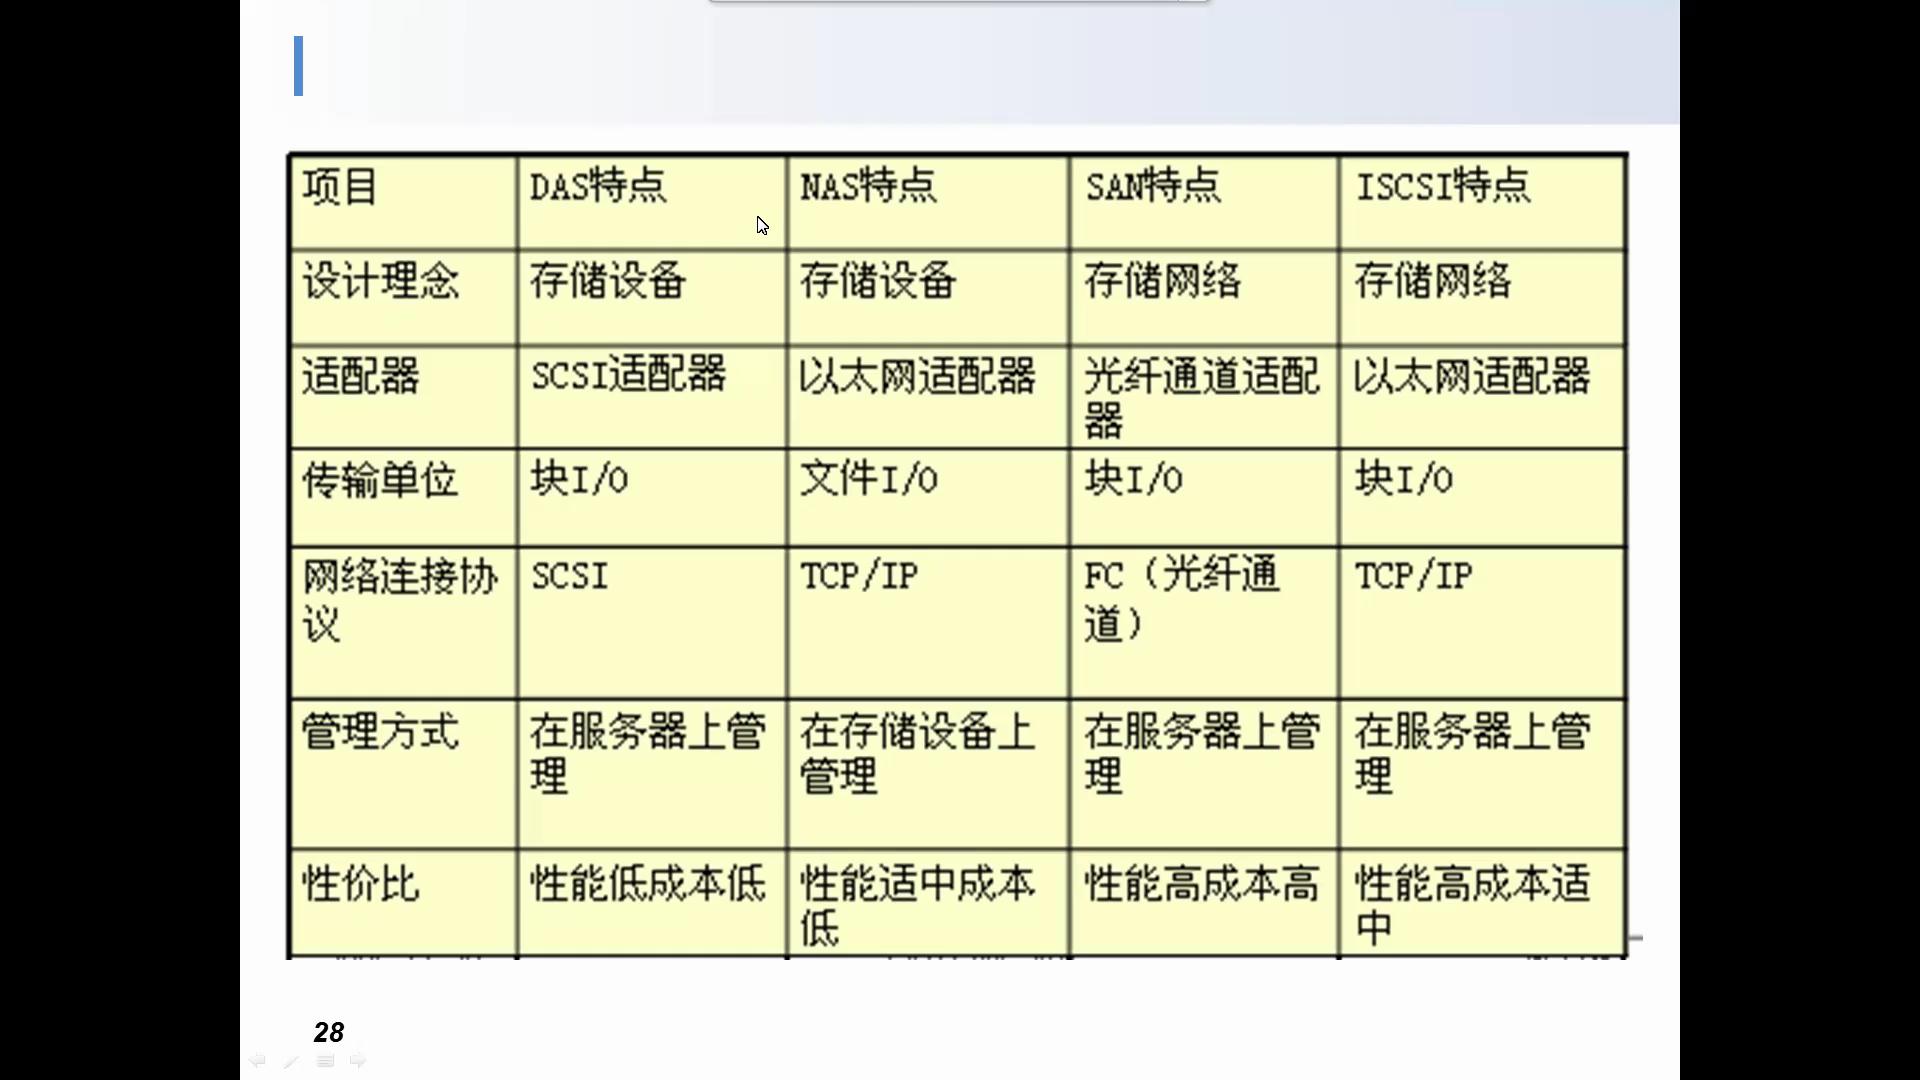 项目 DAS特点 NAS特点 SAN特点 ISCSI特点
设计理念 存储设备 存储设备 存储网络 存储网络
适配器 SCSI适配器 以太网适配器 光纤通道适配 以太网适配器
器
传输单位 块I/O 文件I/O 块I/O 块I/O
网络连接协 SCSI TCP/IP FC（光纤通 TCP/IP
议 道）
管理方式 在服务器上管 在存储设备上 在服务器上管 在服务器上管
理 管理 理 理
性价比 性能低成本低 性能适中成本 性能高成本高 性能高成本适
低 中
28